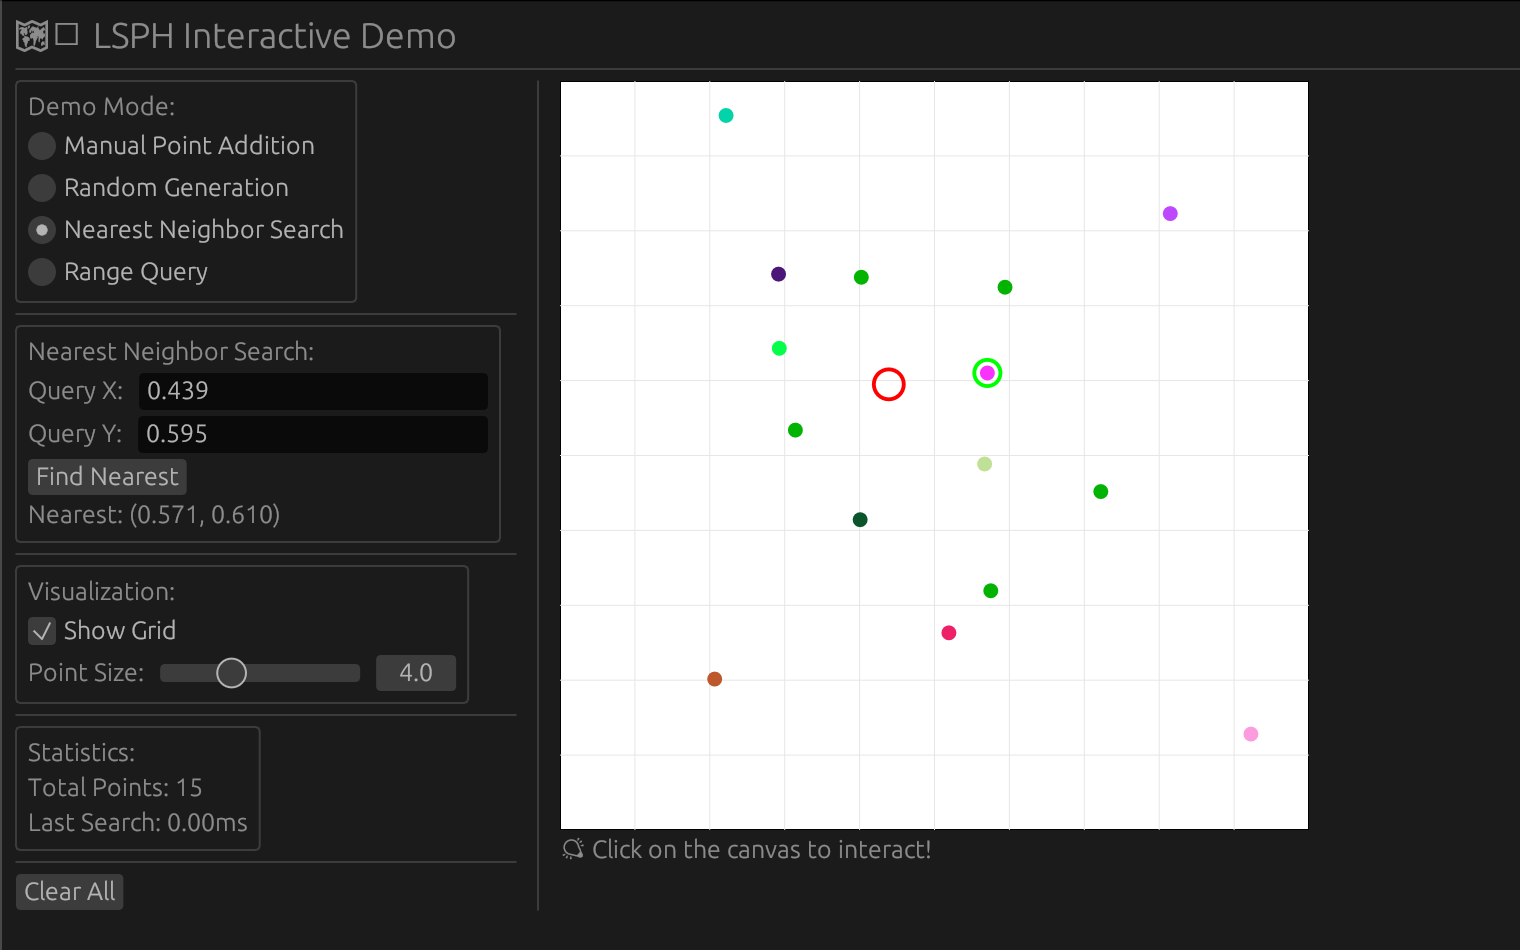 LSPH Interactive Demo
Demo Mode:
Manual Point Addition
Random Generation
Nearest Neighbor Search
Range Query
Nearest Neighbor Search:
Query X: 0.439
Query Y: 0.595
Find Nearest
Nearest: (0.571, 0.610)
Visualization:
Show Grid
Point Size: 4.0
Statistics:
Total Points: 15
Last Search: 0.00ms
Clear All
Click on the canvas to interact!